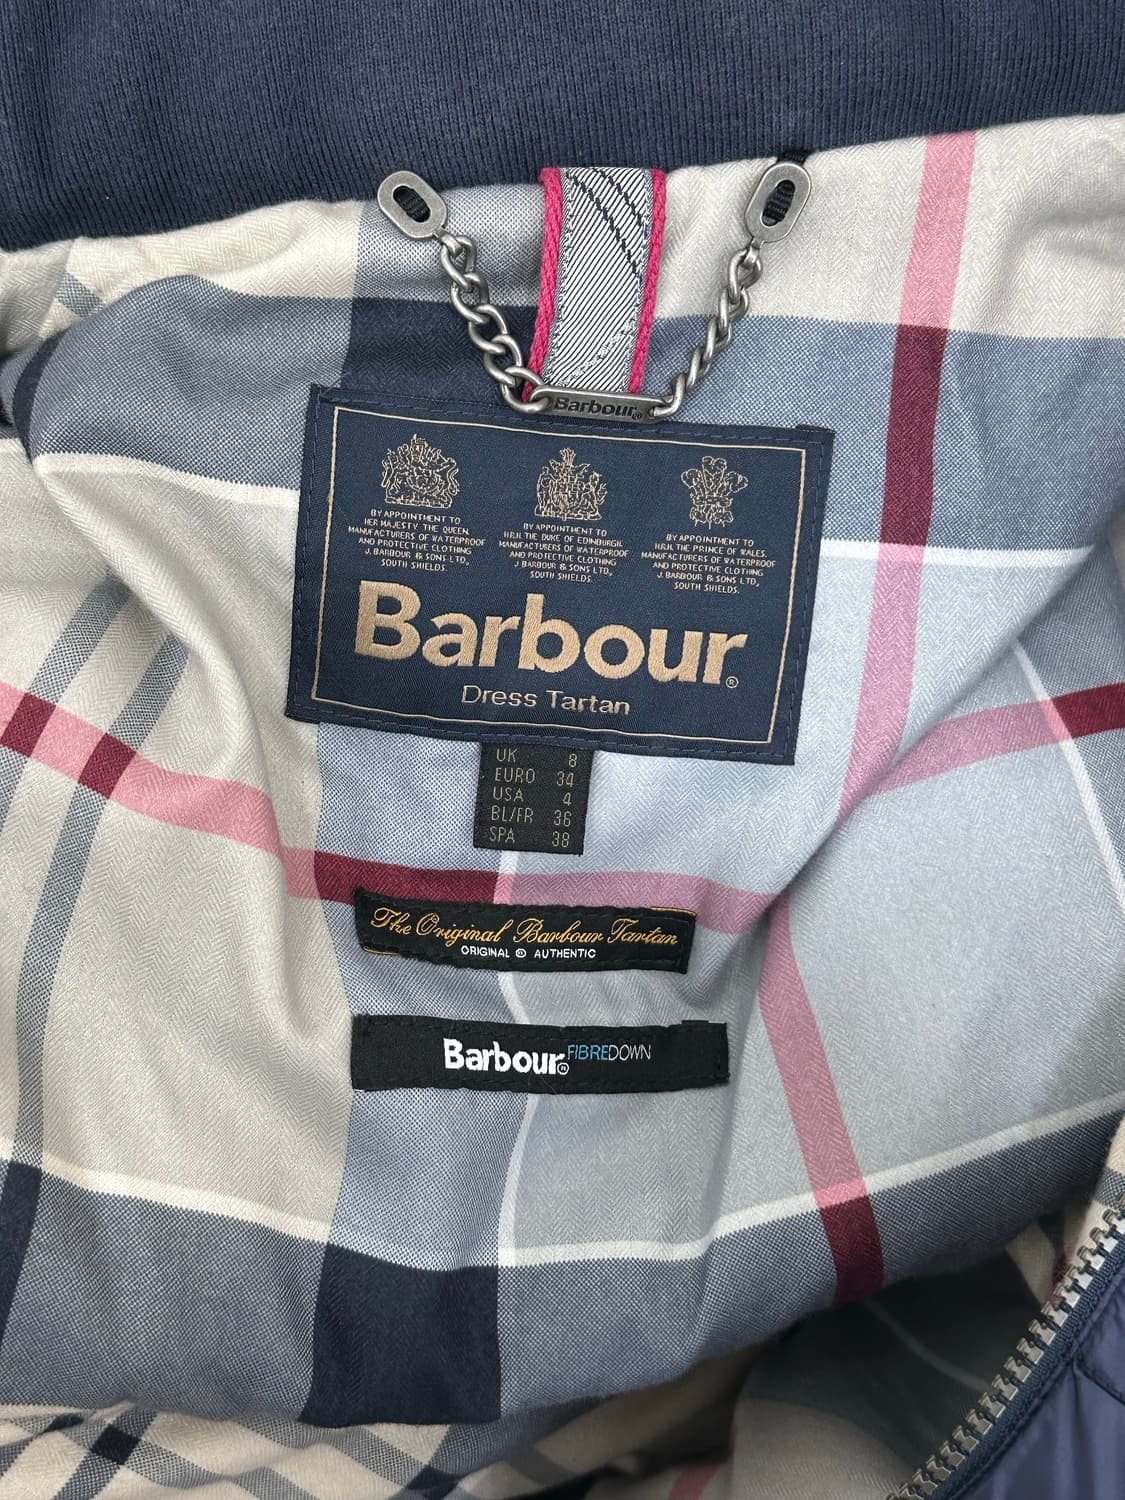 Barbour®
BY APPOINTMENT TO
HER MAJESTY THE QUEEN
MANUFACTURERS OF WATERPROOF
AND PROTECTIVE CLOTHING
J. BARBOUR & SONS LTD,
SOUTH SHIELDS.
BY APPOINTMENT TO
H.R.H. THE DUKE OF EDINBURGH.
MANUFACTURERS OF WATERPROOF
AND PROTECTIVE CLOTHING
J BARBOUR & SONS LTD,
SOUTH SHIELDS.
BY APPOINTMENT TO
H.R.H. THE PRINCE OF WALES.
MANUFACTURERS OF WATERPROOF
AND PROTECTIVE CLOTHING
J. BARBOUR & SONS LTD,
SOUTH SHIELDS.
Barbour®
Dress Tartan
UK 8
EURO 34
USA 4
BL/FR 36
SPA 38
The Original Barbour Tartan
ORIGINAL ® AUTHENTIC
Barbour® FIBREDOWN